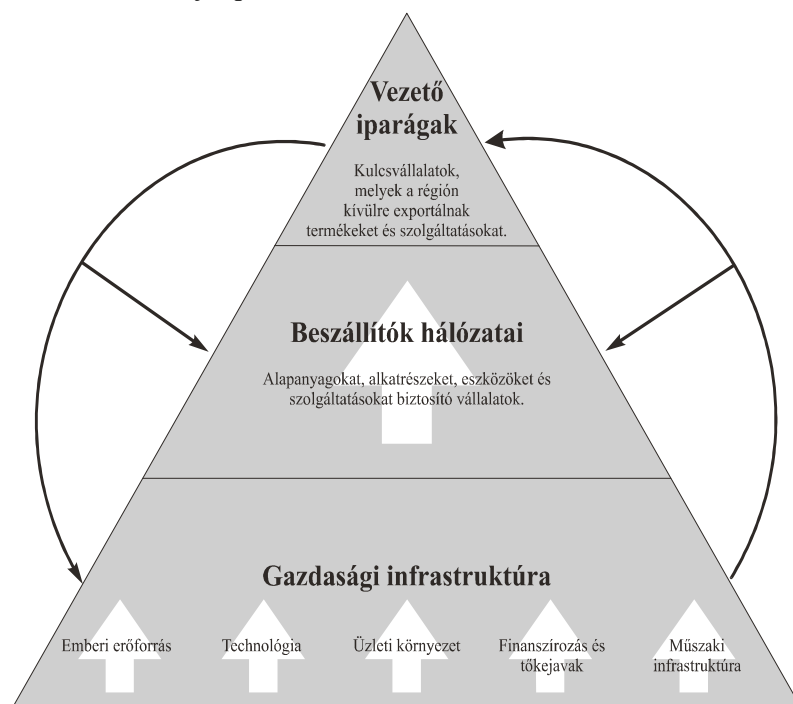 Vezető
iparágak
Kulcsvállalatok,
melyek a régión
kívülre exportálnak
termékeket és szolgáltatásokat.
Beszállítók hálózatai
Alapanyagokat, alkatrészeket, eszközöket és
szolgáltatásokat biztosító vállalatok.
Gazdasági infrastruktúra
Emberi erőforrás
Technológia
Üzleti környezet
Finanszírozás és
tőkejavak
Műszaki
infrastruktúra